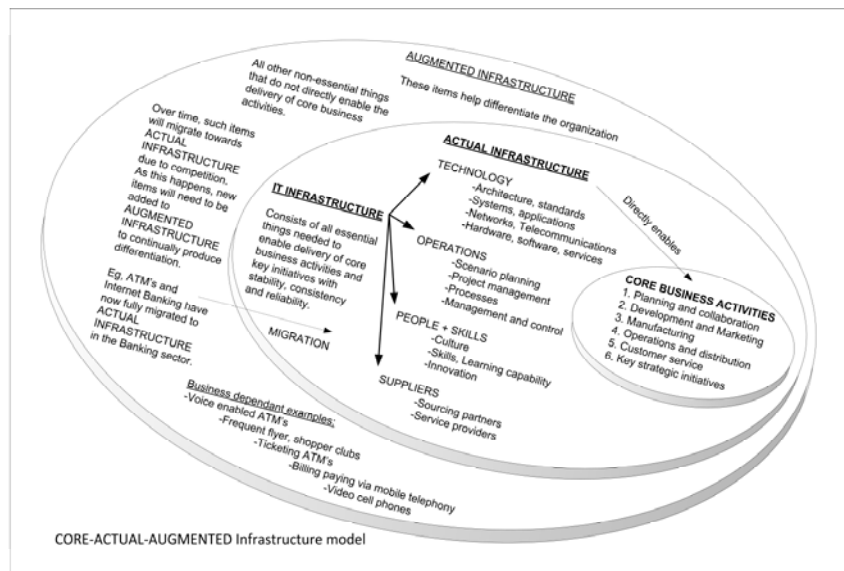 AUGMENTED INFRASTRUCTURE
These items help differentiate the organization
All other non-essential things
that do not directly enable the
delivery of core business
activities.
Over time, such items
will migrate towards
ACTUAL
INFRASTRUCTURE
due to competition.
As this happens, new
items will need to be
added to
AUGMENTED
INFRASTRUCTURE
to continually produce
differentiation.
Eg, ATM's and
Internet Banking have
now fully migrated to
ACTUAL
INFRASTRUCTURE
in the Banking sector.
Business dependant examples:
-Voice enabled ATM's
-Frequent flyer, shopper clubs
-Ticketing ATM's
-Billing paying via mobile telephony
-Video cell phones
IT INFRASTRUCTURE
Consists of all essential
things needed to
enable delivery of core
business activities and
key initiatives with
stability, consistency
and reliability.
MIGRATION
ACTUAL INFRASTRUCTURE
TECHNOLOGY
-Architecture, standards
-Systems, applications
-Networks, Telecommunications
-Hardware, software, services
OPERATIONS
-Scenario planning
-Project management
-Processes
-Management and control
PEOPLE + SKILLS
-Culture
-Skills, Learning capability
-Innovation
SUPPLIERS
-Sourcing partners
-Service providers
Directly enables
CORE BUSINESS ACTIVITIES
1. Planning and collaboration
2. Development and Marketing
3. Manufacturing
4. Operations and distribution
5. Customer service
6. Key strategic initiatives
CORE-ACTUAL-AUGMENTED Infrastructure model